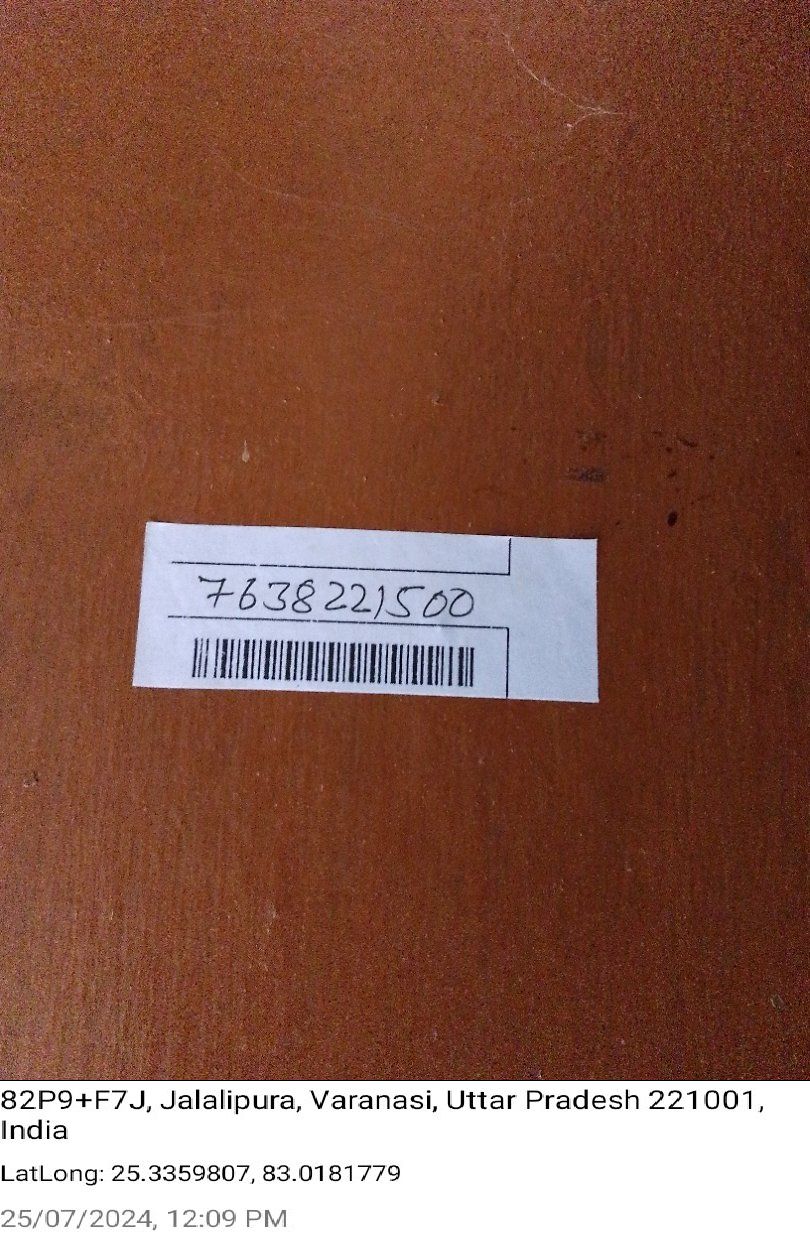 7638221500
82P9+F7J, Jalalipura, Varanasi, Uttar Pradesh 221001,
India
LatLong: 25.3359807, 83.0181779
25/07/2024, 12:09 PM